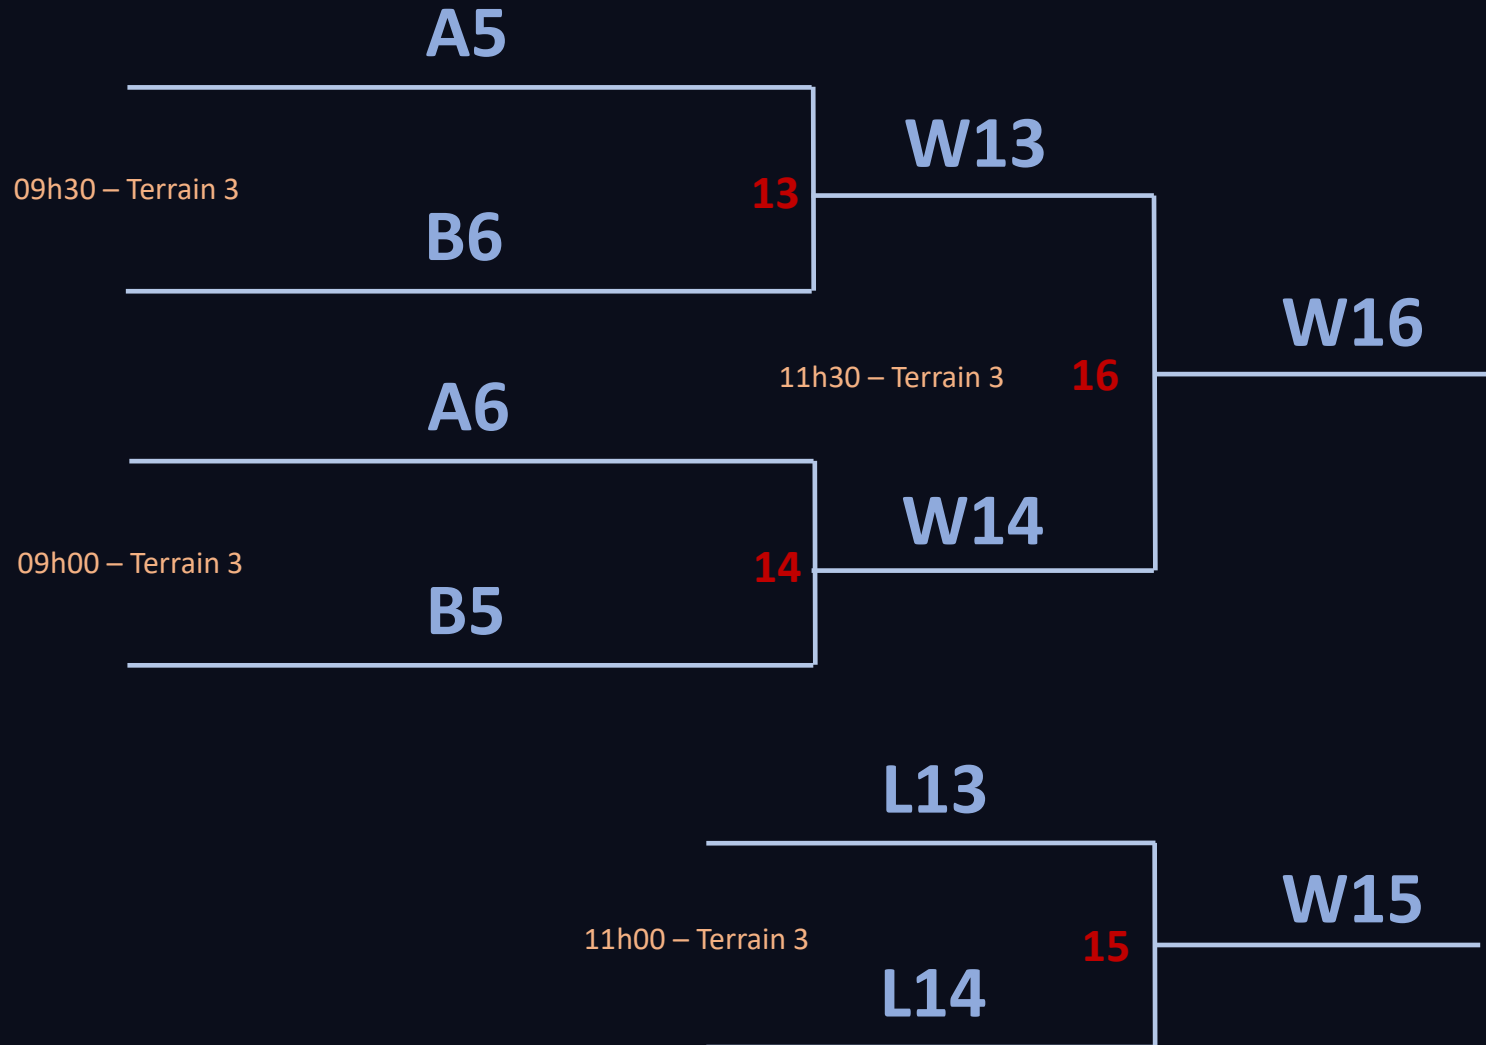 A5
W13
09h30 – Terrain 3
13
B6
W16
11h30 – Terrain 3
16
A6
W14
09h00 – Terrain 3
14
B5
L13
W15
11h00 – Terrain 3
15
L14